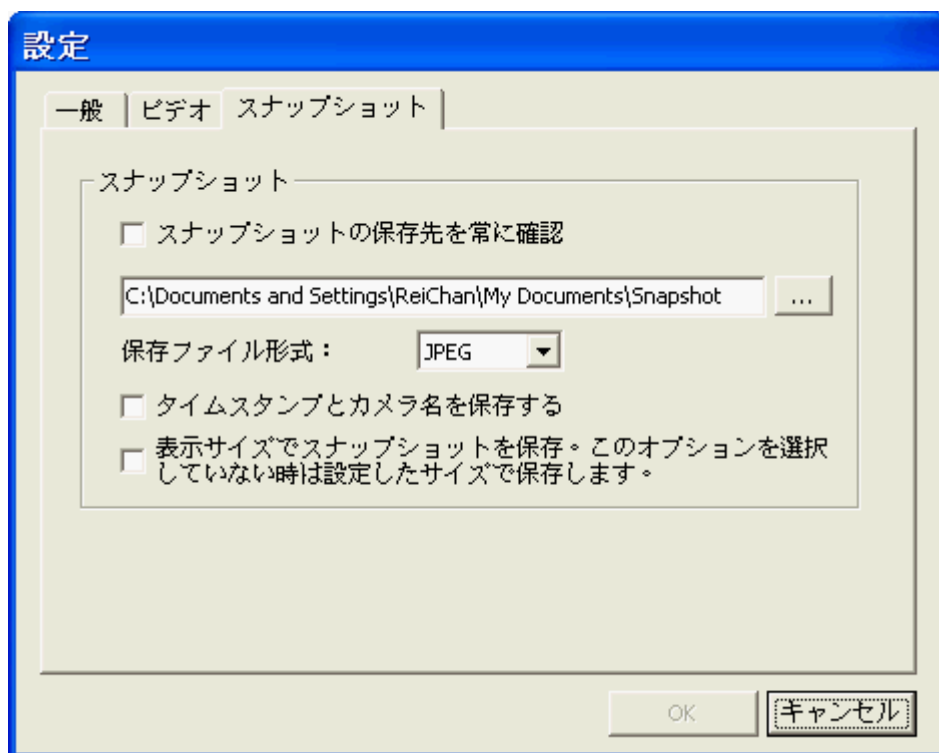 設定
一般 ビデオ スナップショット
スナップショット
スナップショットの保存先を常に確認
C:\Documents and Settings\ReiChan\My Documents\Snapshot ...
保存ファイル形式： JPEG
タイムスタンプとカメラ名を保存する
表示サイズでスナップショットを保存。このオプションを選択
していない時は設定したサイズで保存します。
OK キャンセル